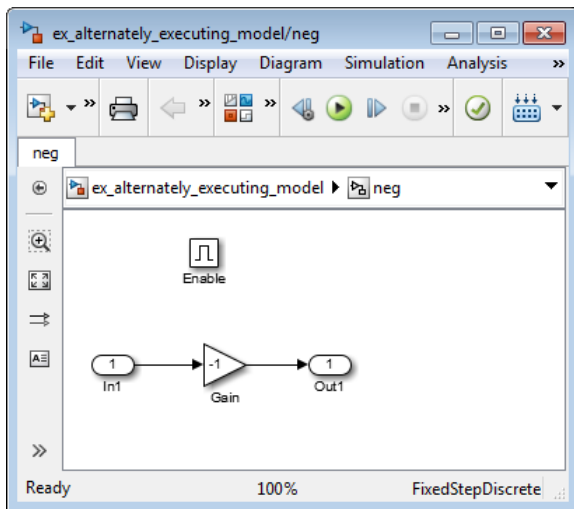 ex_alternately_executing_model/neg
File Edit View Display Diagram Simulation Analysis »
» » » »
neg
ex_alternately_executing_model neg
Enable
1 -1 1
In1 Gain Out1
»
Ready 100% FixedStepDiscrete